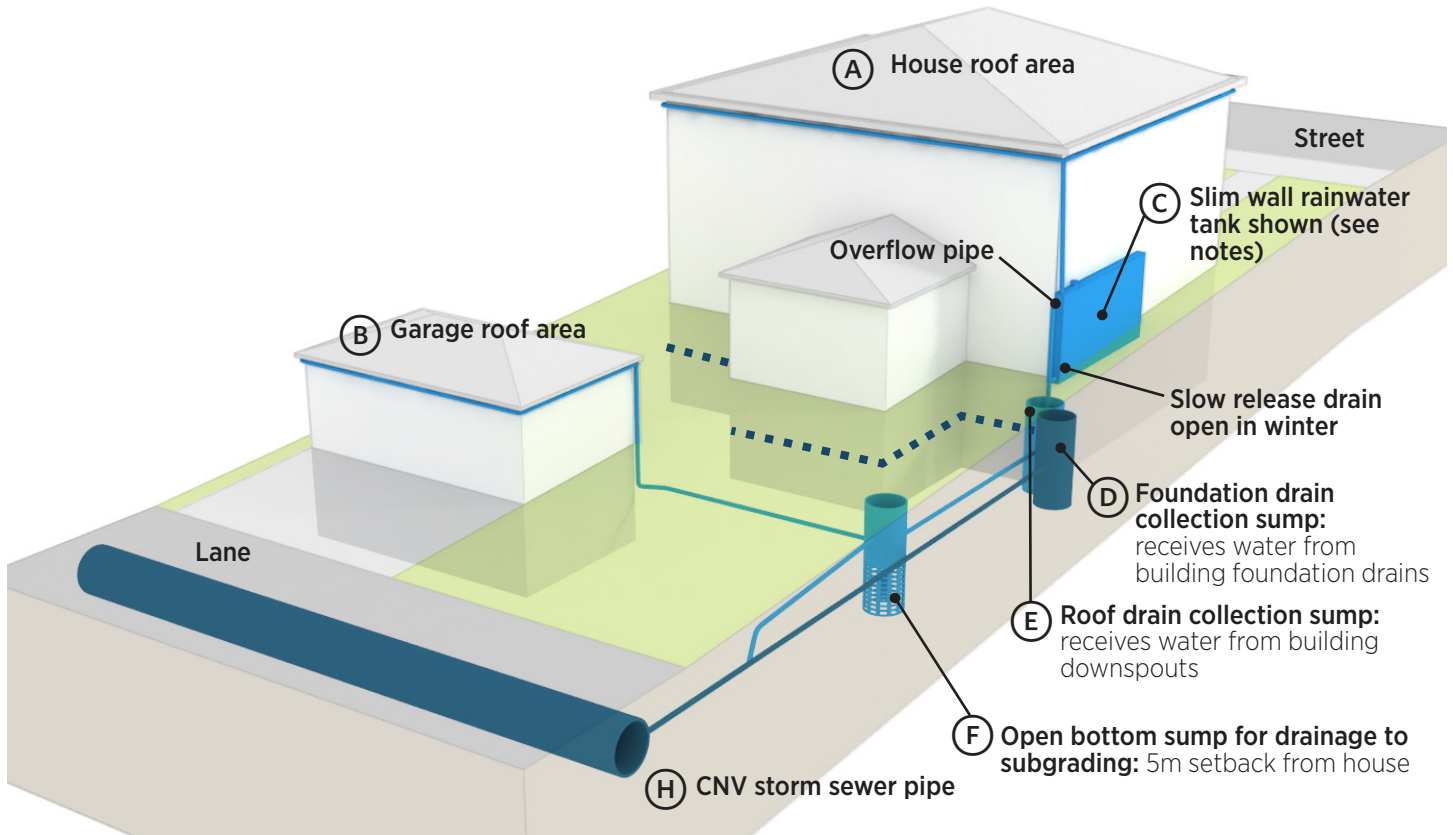 A House roof area
Street
C Slim wall rainwater
tank shown (see
notes)
Overflow pipe
B Garage roof area
Slow release drain
open in winter
D Foundation drain
collection sump:
receives water from
building foundation drains
Lane
E Roof drain collection sump:
receives water from building
downspouts
F Open bottom sump for drainage to
subgrading: 5m setback from house
H CNV storm sewer pipe